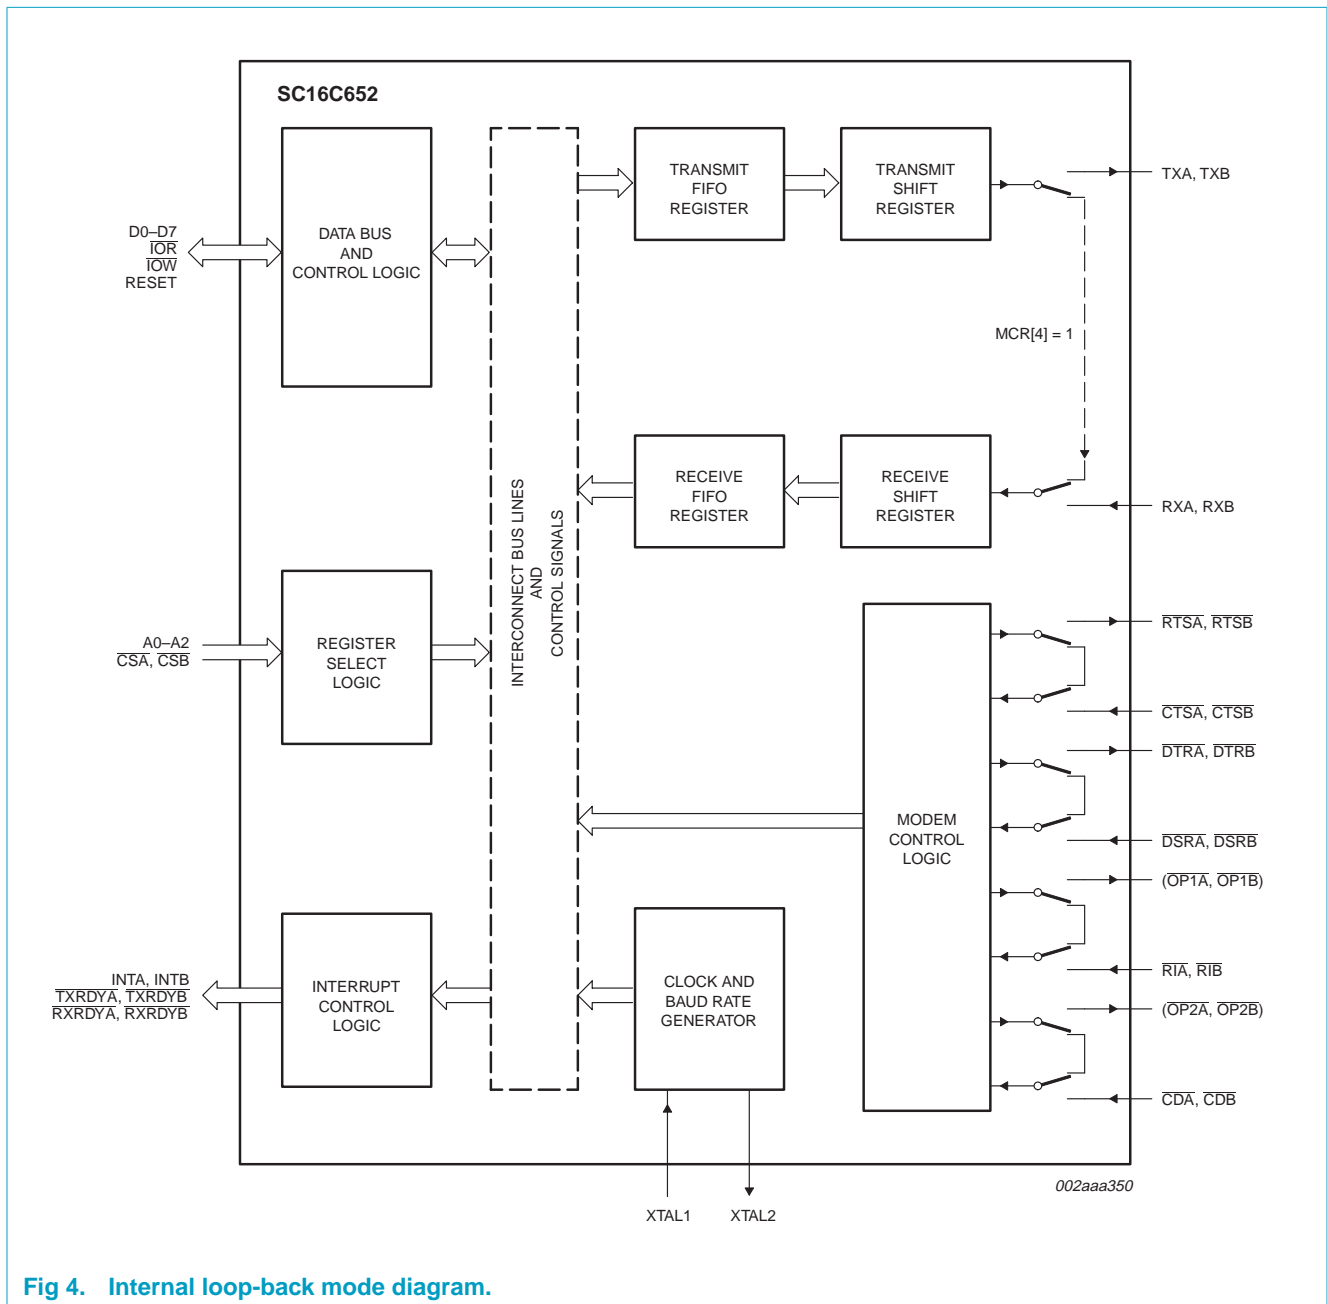 SC16C652
D0–D7
IOR
IOW
RESET
DATA BUS
AND
CONTROL LOGIC
TRANSMIT
FIFO
REGISTER
TRANSMIT
SHIFT
REGISTER
TXA, TXB
MCR[4] = 1
RECEIVE
FIFO
REGISTER
RECEIVE
SHIFT
REGISTER
RXA, RXB
INTERCONNECT BUS LINES
AND
CONTROL SIGNALS
A0–A2
CSA, CSB
REGISTER
SELECT
LOGIC
MODEM
CONTROL
LOGIC
RTSA, RTSB
CTSA, CTSB
DTRA, DTRB
DSRA, DSRB
(OP1A, OP1B)
RIA, RIB
(OP2A, OP2B)
CDA, CDB
INTA, INTB
TXRDYA, TXRDYB
RXRDYA, RXRDYB
INTERRUPT
CONTROL
LOGIC
CLOCK AND
BAUD RATE
GENERATOR
XTAL1
XTAL2
002aaa350
Fig 4. Internal loop-back mode diagram.